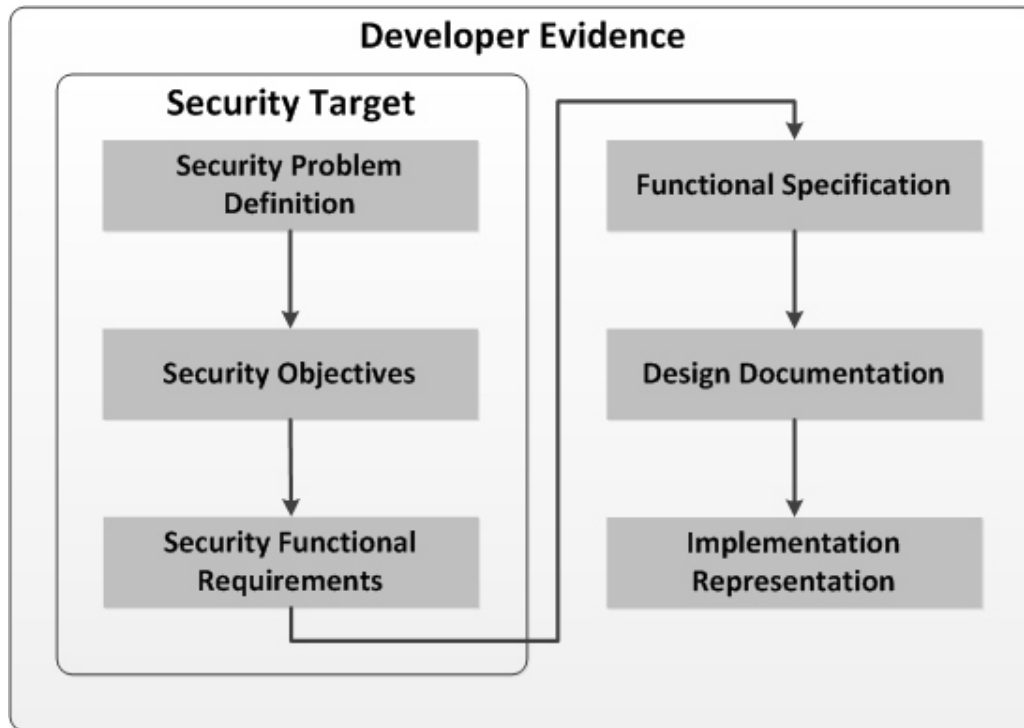 Developer Evidence
Security Target
Security Problem
Definition
Security Objectives
Security Functional
Requirements
Functional Specification
Design Documentation
Implementation
Representation